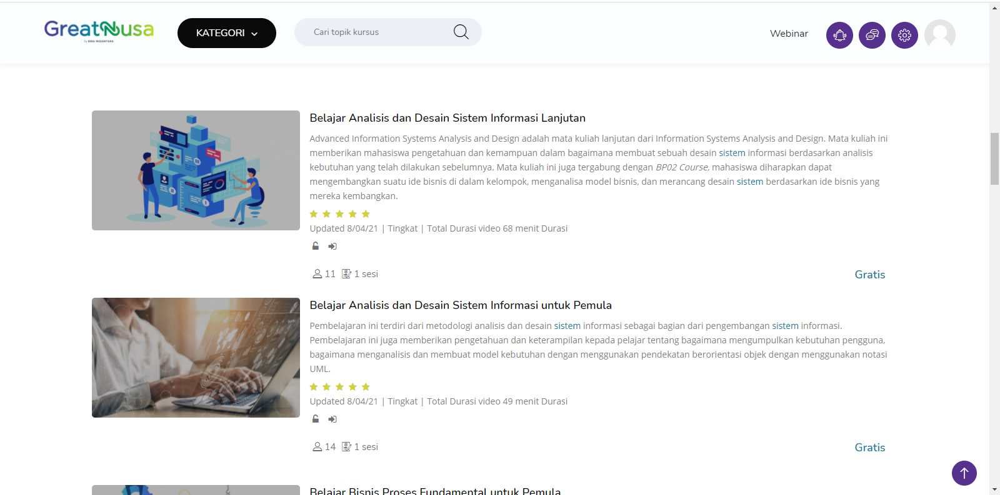 GreatNusa
by BINA NUSANTARA
KATEGORI
Cari topik kursus
Webinar
Belajar Analisis dan Desain Sistem Informasi Lanjutan
Advanced Information Systems Analysis and Design adalah mata kuliah lanjutan dari Information Systems Analysis and Design. Mata kuliah ini
memberikan mahasiswa pengetahuan dan kemampuan dalam bagaimana membuat sebuah desain sistem informasi berdasarkan analisis
kebutuhan yang telah dilakukan sebelumnya. Mata kuliah ini juga tergabung dengan BP02 Course, mahasiswa diharapkan dapat
mengembangkan suatu ide bisnis di dalam kelompok, menganalisa model bisnis, dan merancang desain sistem berdasarkan ide bisnis yang
mereka kembangkan.
Updated 8/04/21 | Tingkat | Total Durasi video 68 menit Durasi
11 1 sesi
Gratis
Belajar Analisis dan Desain Sistem Informasi untuk Pemula
Pembelajaran ini terdiri dari metodologi analisis dan desain sistem informasi sebagai bagian dari pengembangan sistem informasi.
Pembelajaran ini juga memberikan pengetahuan dan keterampilan kepada pelajar tentang bagaimana mengumpulkan kebutuhan pengguna,
bagaimana menganalisis dan membuat model kebutuhan dengan menggunakan pendekatan berorientasi objek dengan menggunakan notasi
UML.
Updated 8/04/21 | Tingkat | Total Durasi video 49 menit Durasi
14 1 sesi
Gratis
Belajar Bisnis Proses Fundamental untuk Pemula